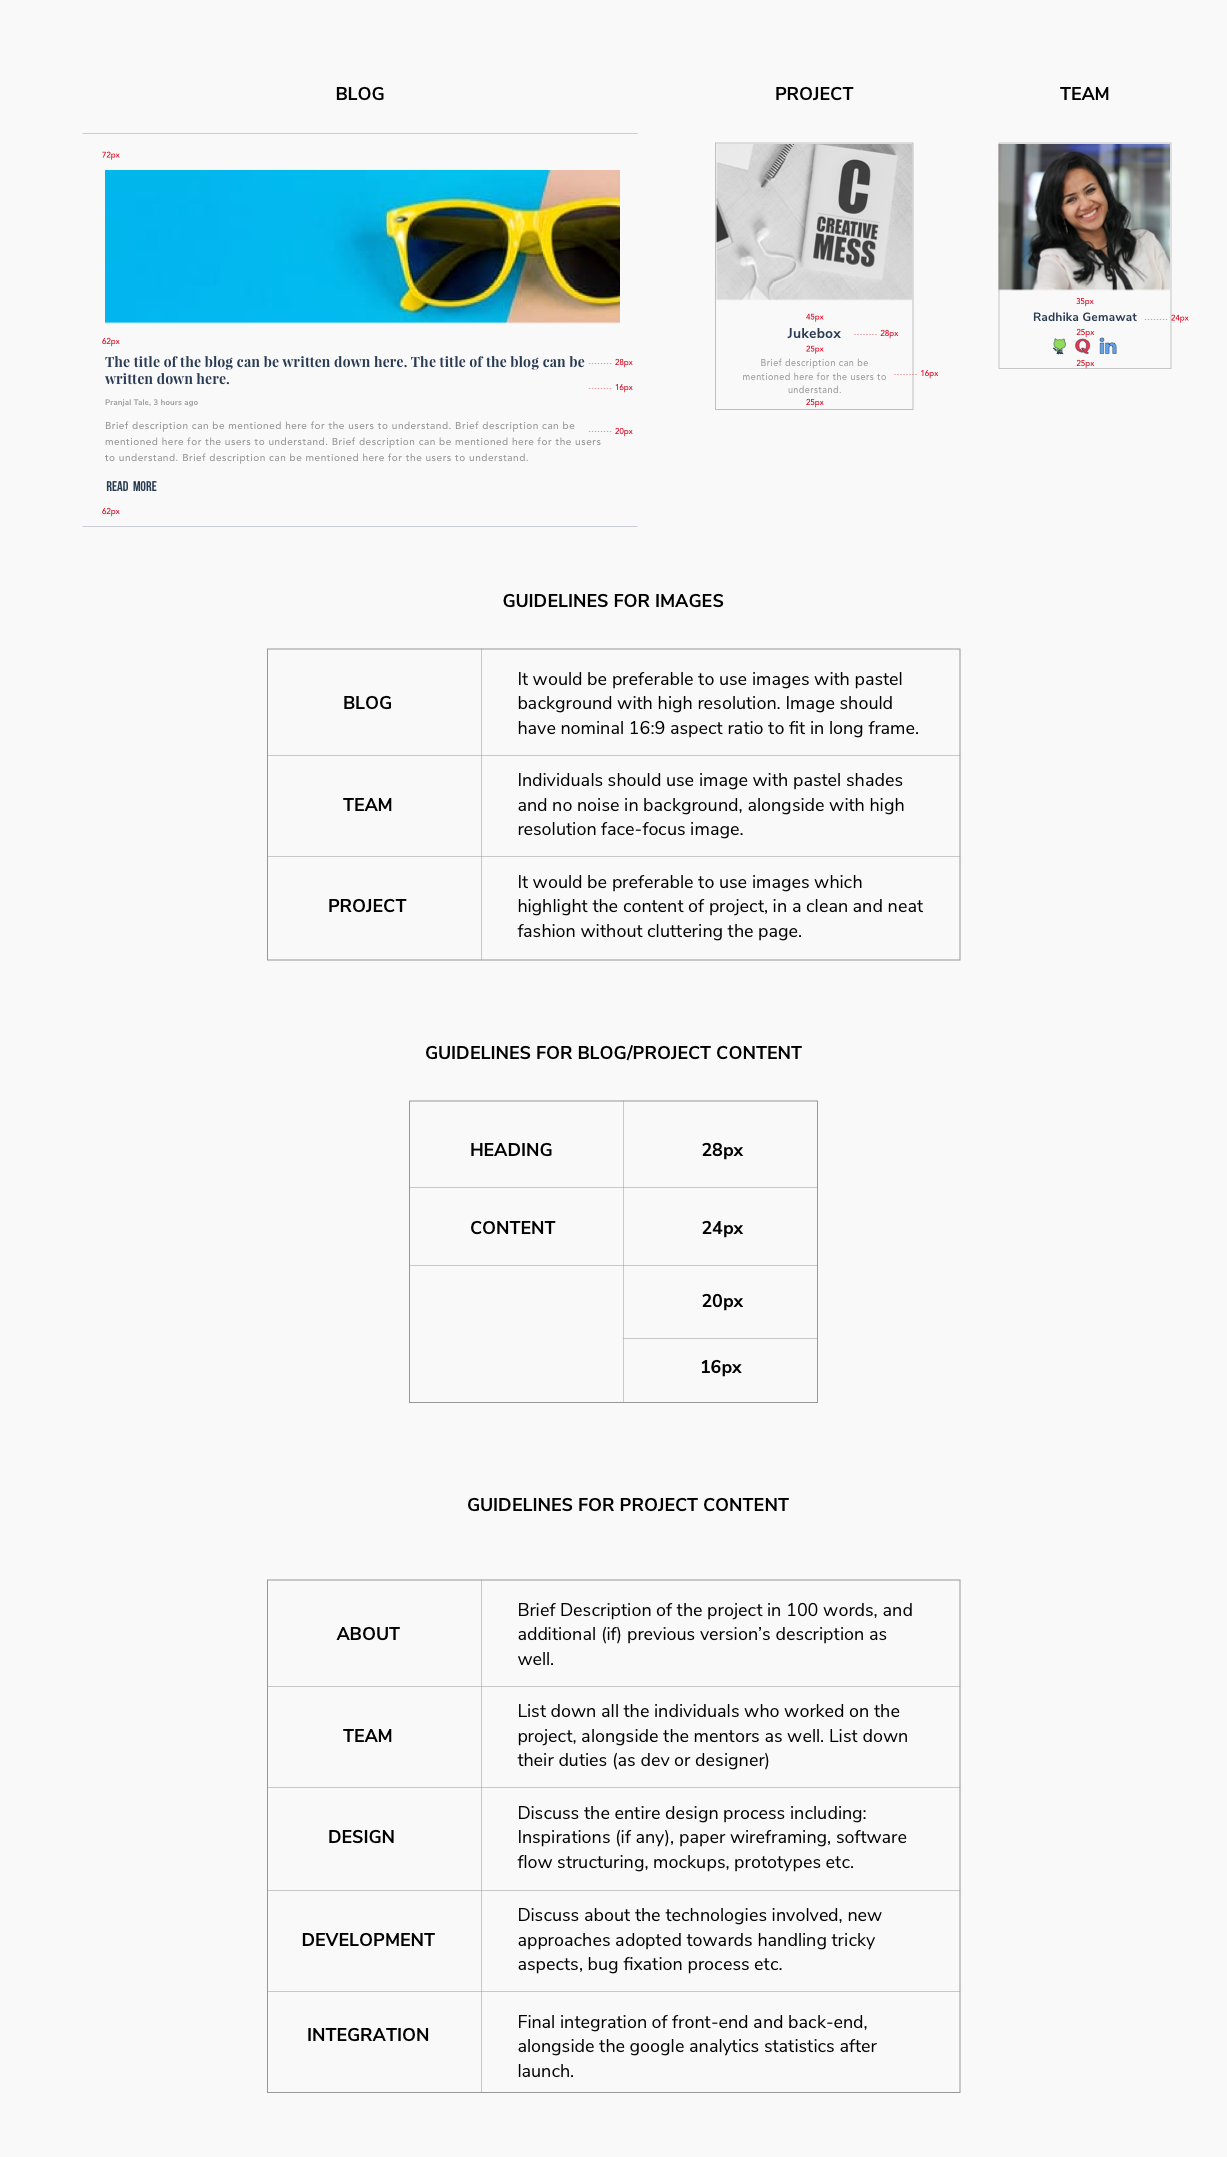 BLOG
PROJECT
TEAM
72px
62px
The title of the blog can be written down here. The title of the blog can be
28px
written down here.
16px
Pranjal Tale, 3 hours ago
Brief description can be mentioned here for the users to understand. Brief description can be
20px
mentioned here for the users to understand. Brief description can be mentioned here for the users
to understand. Brief description can be mentioned here for the users to understand.
READ MORE
62px
C
CREATIVE
MESS
45px
Jukebox
28px
25px
Brief description can be
mentioned here for the users to
16px
understand.
25px
35px
Radhika Gemawat
24px
25px
Q
in
25px
GUIDELINES FOR IMAGES
BLOG
It would be preferable to use images with pastel
background with high resolution. Image should
have nominal 16:9 aspect ratio to fit in long frame.
TEAM
Individuals should use image with pastel shades
and no noise in background, alongside with high
resolution face-focus image.
PROJECT
It would be preferable to use images which
highlight the content of project, in a clean and neat
fashion without cluttering the page.
GUIDELINES FOR BLOG/PROJECT CONTENT
HEADING
28px
CONTENT
24px
20px
16px
GUIDELINES FOR PROJECT CONTENT
ABOUT
Brief Description of the project in 100 words, and
additional (if) previous version’s description as
well.
TEAM
List down all the individuals who worked on the
project, alongside the mentors as well. List down
their duties (as dev or designer)
DESIGN
Discuss the entire design process including:
Inspirations (if any), paper wireframing, software
flow structuring, mockups, prototypes etc.
DEVELOPMENT
Discuss about the technologies involved, new
approaches adopted towards handling tricky
aspects, bug fixation process etc.
INTEGRATION
Final integration of front-end and back-end,
alongside the google analytics statistics after
launch.